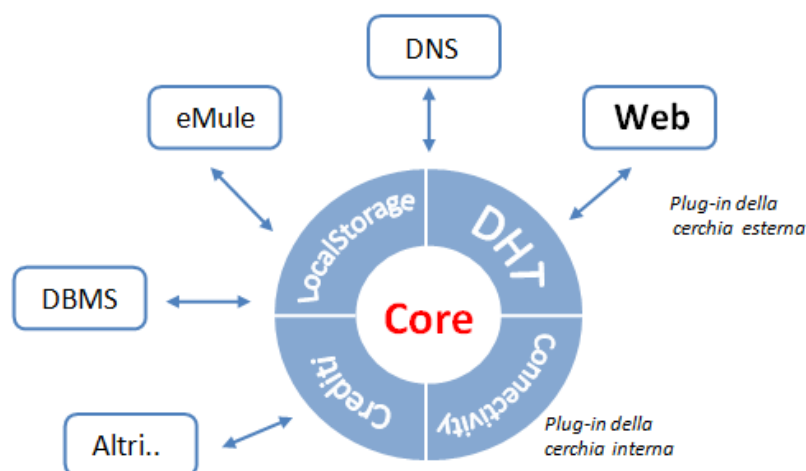 DNS
eMule
Web
Plug-in della
cerchia esterna
LocalStorage
DHT
DBMS
Core
Crediti
Connectivity
Altri..
Plug-in della
cerchia interna